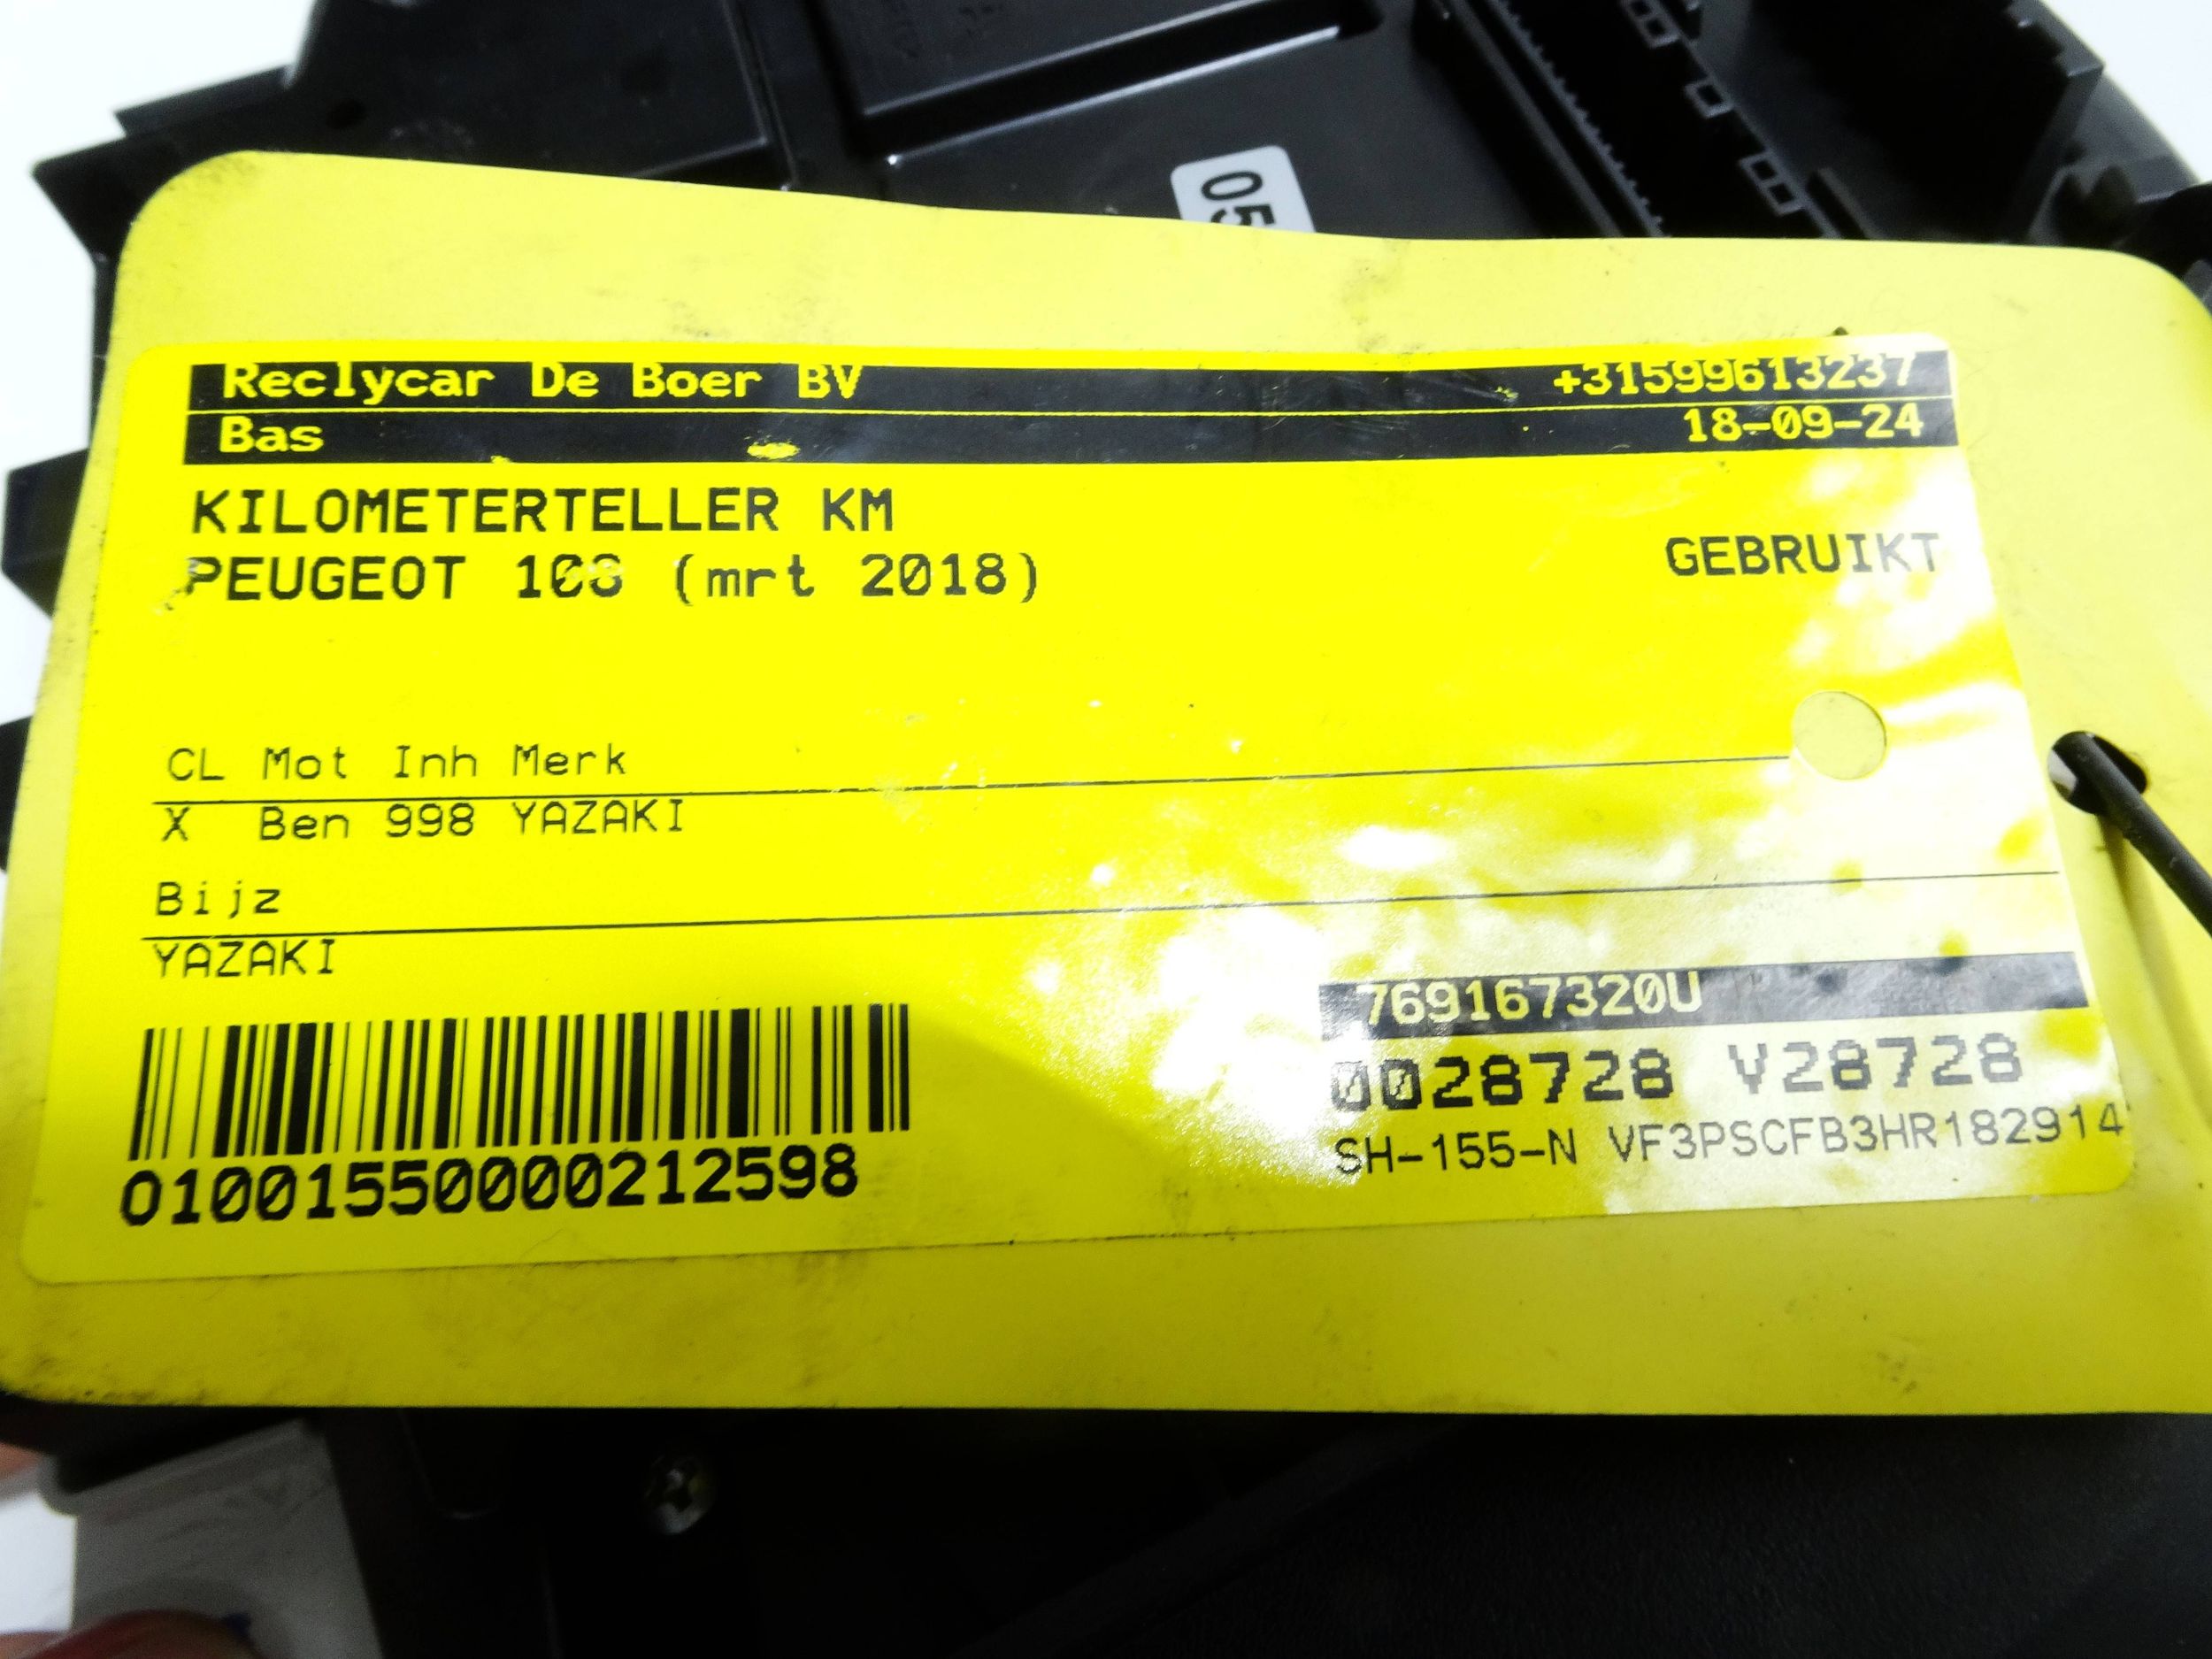 05
Reclycar De Boer BV +31599613237
Bas 18-09-24
KILOMETERTELLER KM
PEUGEOT 108 (mrt 2018) GEBRUIKT
CL Mot Inh Merk
X Ben 998 YAZAKI
Bijz
YAZAKI
769167320U
0028728 V28728
SH-155-N VF3PSCFB3HR182914
01001550000212598